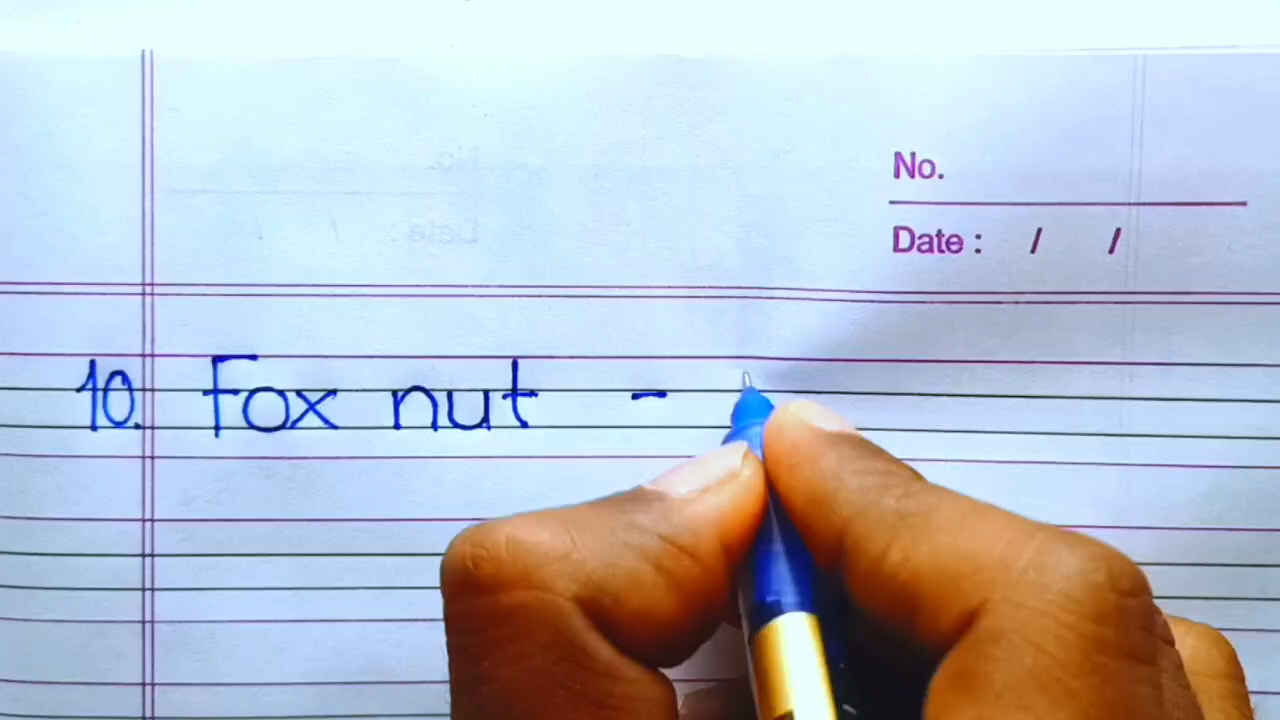 No.
Date : / /
10. Fox nut -